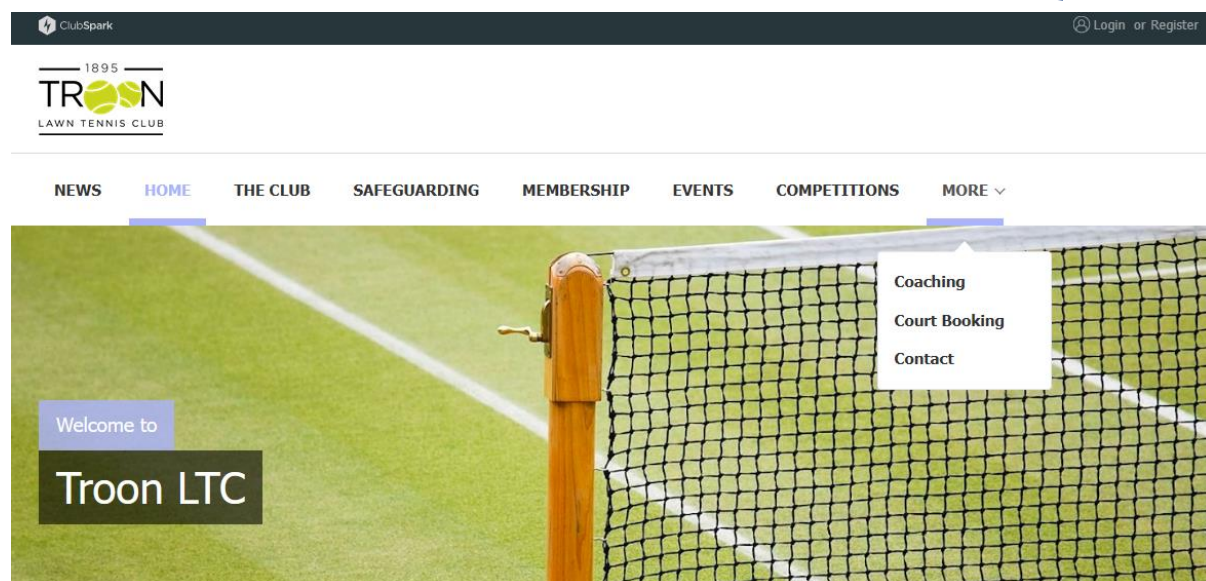 ClubSpark
Login or Register
1895
TROON
LAWN TENNIS CLUB
NEWS HOME THE CLUB SAFEGUARDING MEMBERSHIP EVENTS COMPETITIONS MORE
Coaching
Court Booking
Contact
Welcome to
Troon LTC